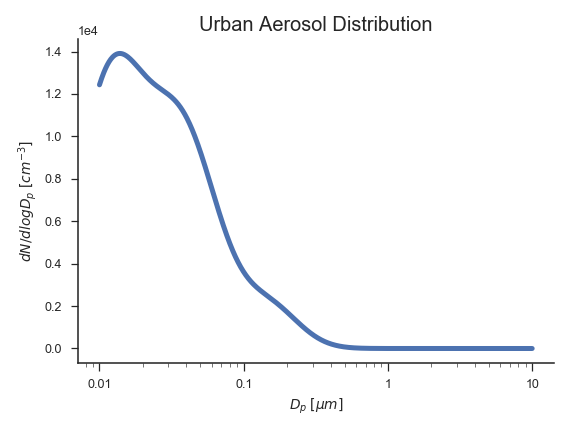 Urban Aerosol Distribution
1e4
1.4
1.2
1.0
0.8
0.6
0.4
0.2
0.0
dN/dlogD_p [cm^{-3}]
0.01 0.1 1 10
D_p [μm]